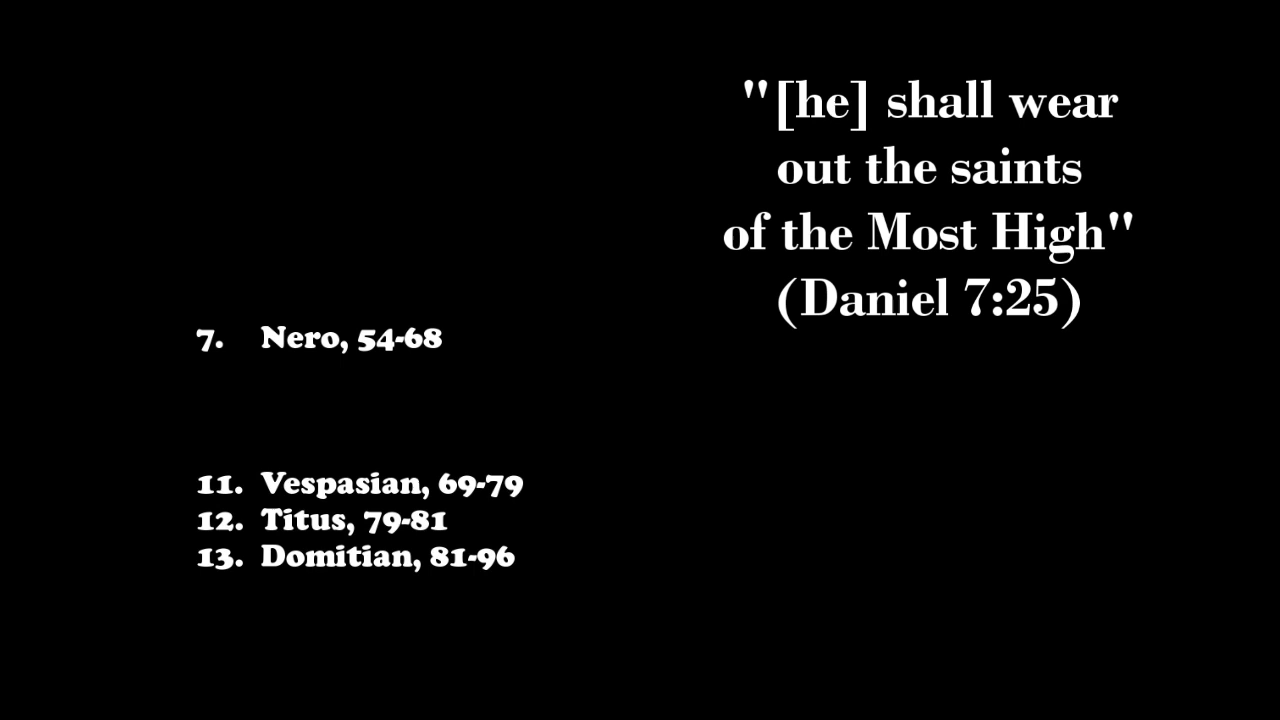 "[he] shall wear
out the saints
of the Most High"
(Daniel 7:25)
7. Nero, 54-68
11. Vespasian, 69-79
12. Titus, 79-81
13. Domitian, 81-96